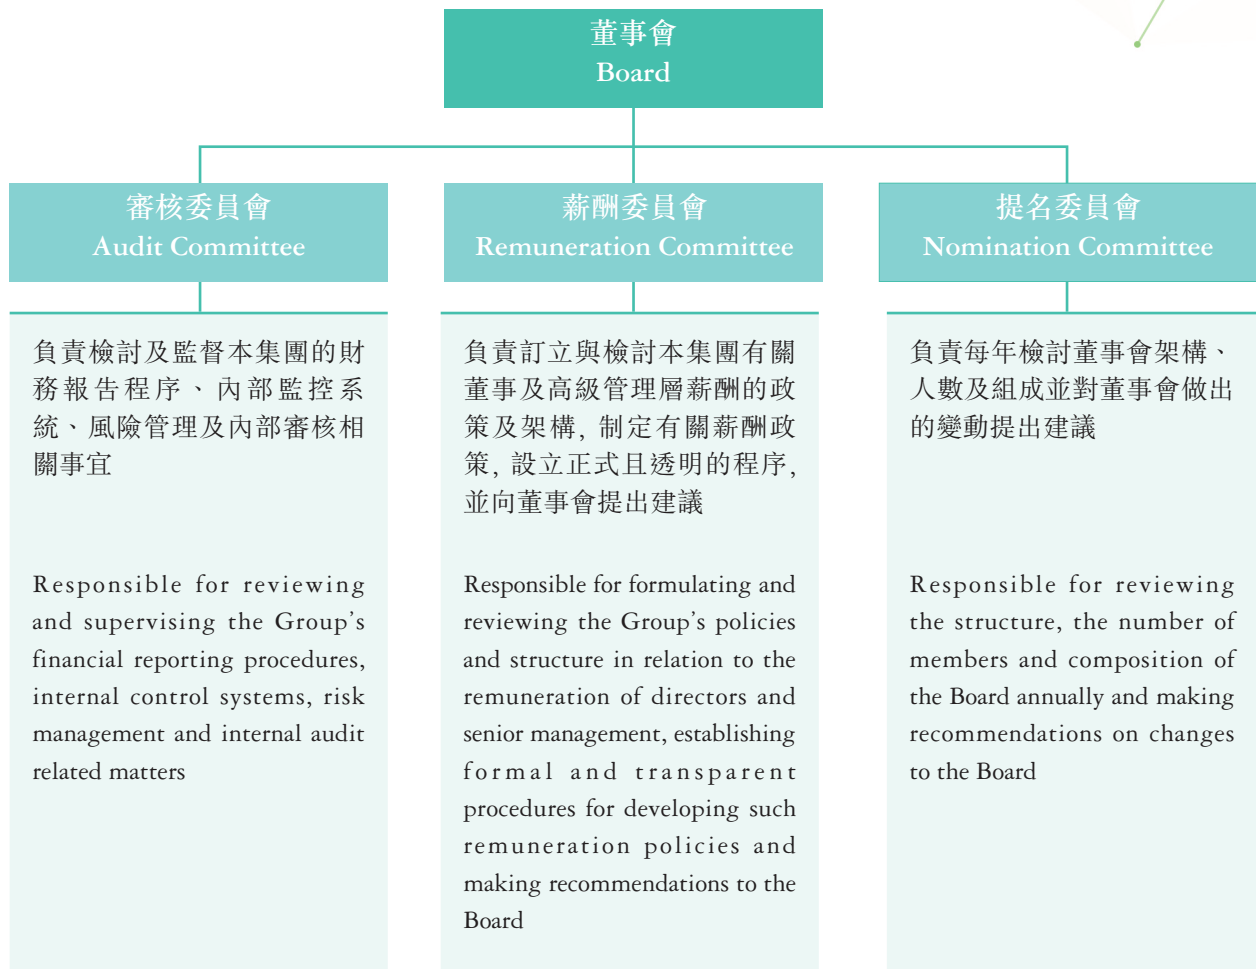 董事會
Board
審核委員會
Audit Committee
負責檢討及監督本集團的財
務報告程序、內部監控系
統、風險管理及內部審核相
關事宜
Responsible for reviewing
and supervising the Group’s
financial reporting procedures,
internal control systems, risk
management and internal audit
related matters
薪酬委員會
Remuneration Committee
負責訂立與檢討本集團有關
董事及高級管理層薪酬的政
策及架構, 制定有關薪酬政
策, 設立正式且透明的程序,
並向董事會提出建議
Responsible for formulating and
reviewing the Group’s policies
and structure in relation to the
remuneration of directors and
senior management, establishing
formal and transparent
procedures for developing such
remuneration policies and
making recommendations to the
Board
提名委員會
Nomination Committee
負責每年檢討董事會架構、
人數及組成並對董事會做出
的變動提出建議
Responsible for reviewing
the structure, the number of
members and composition of
the Board annually and making
recommendations on changes
to the Board